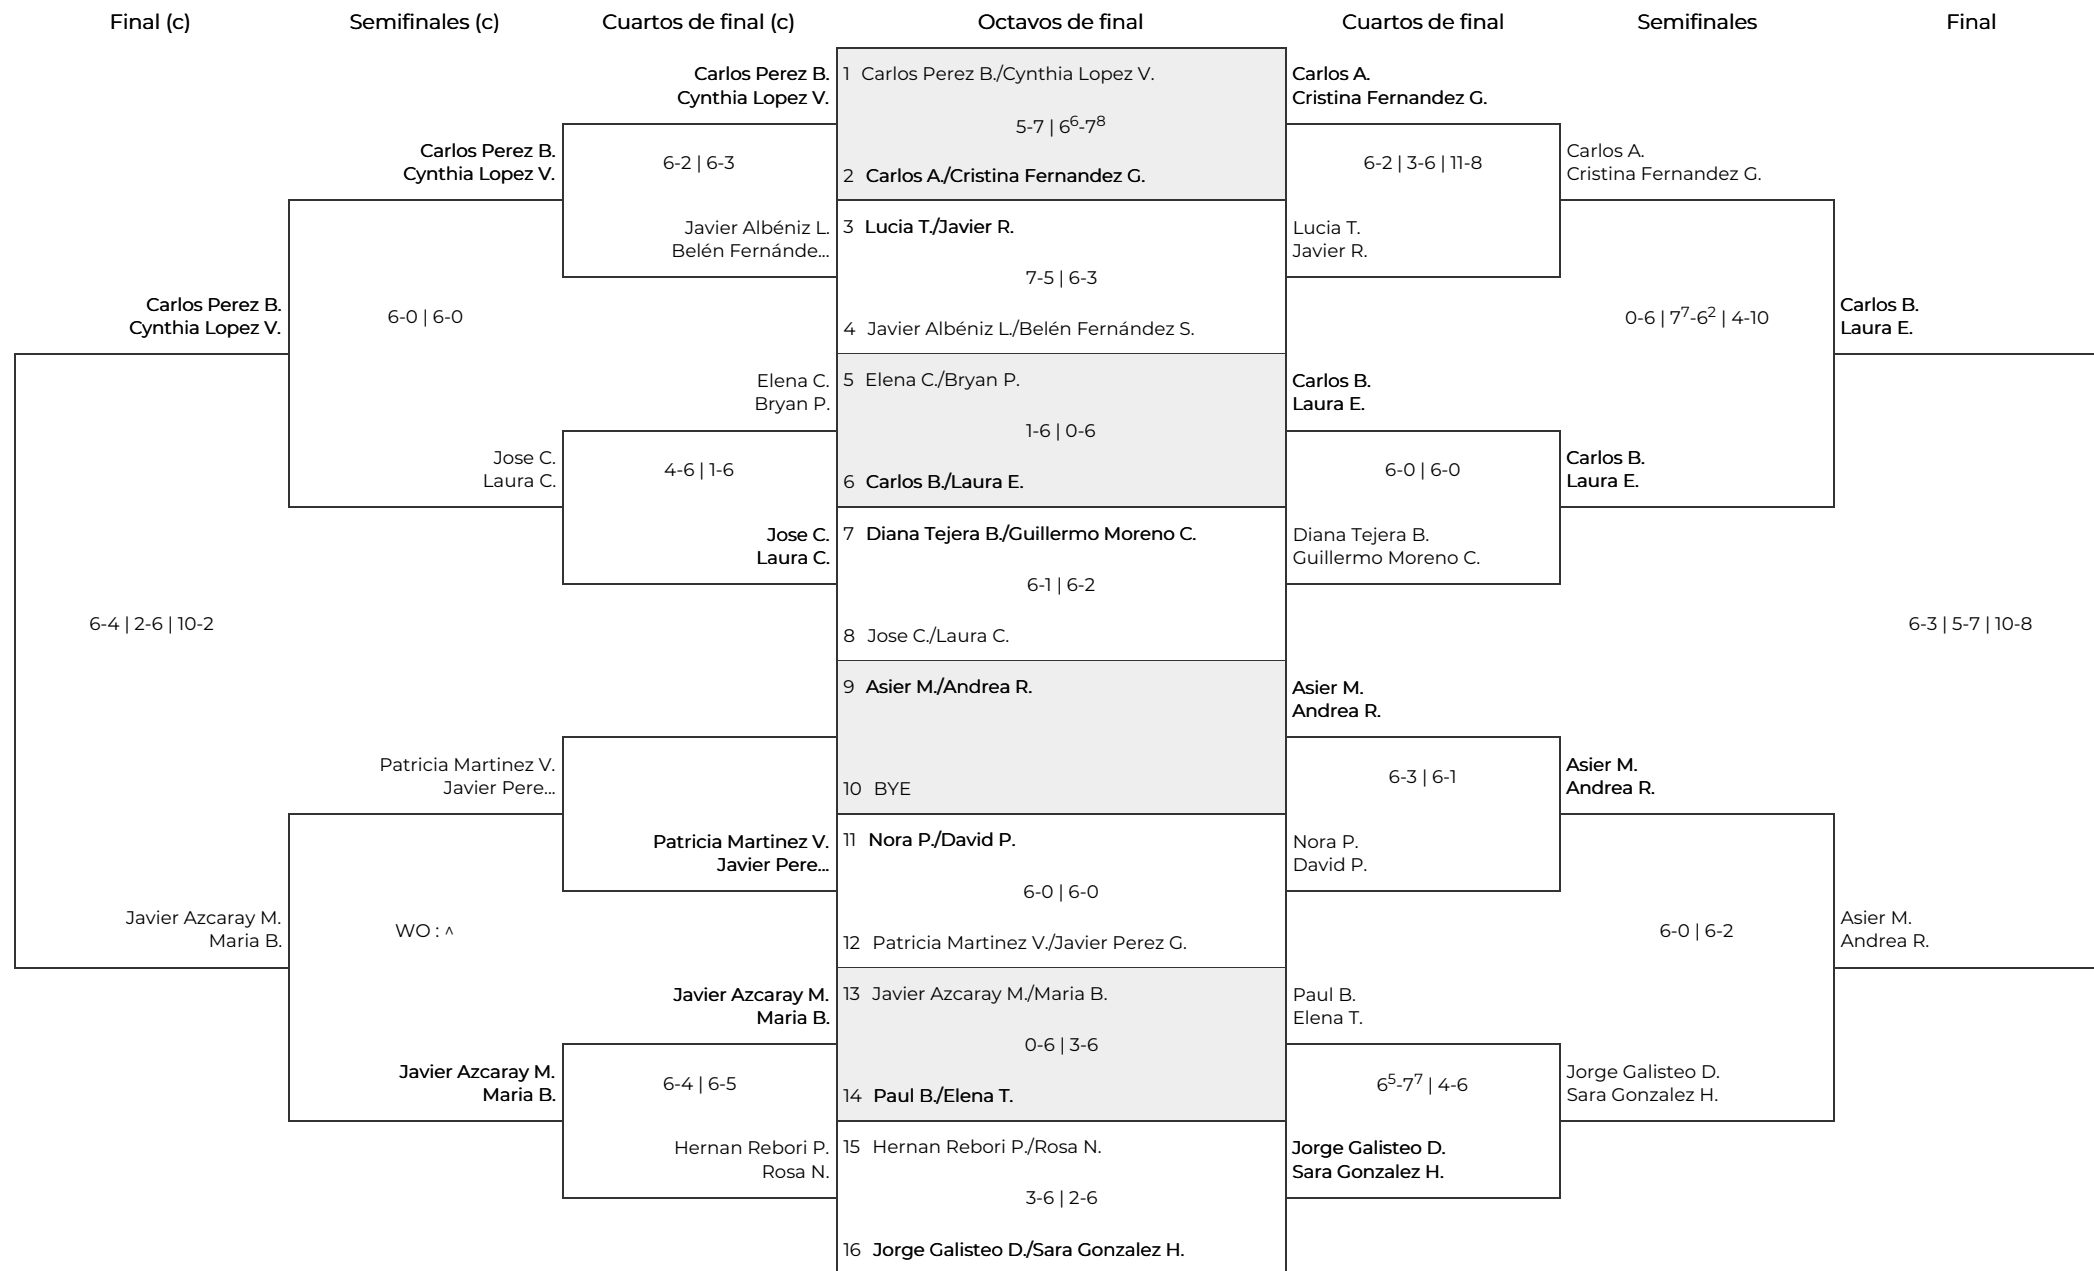 Final (c)
Semifinales (c)
Cuartos de final (c)
Octavos de final
Cuartos de final
Semifinales
Final
Carlos Perez B.
Cynthia Lopez V.
6-4 | 2-6 | 10-2
Javier Azcaray M.
Maria B.
Carlos Perez B.
Cynthia Lopez V.
6-0 | 6-0
Jose C.
Laura C.
Patricia Martinez V.
Javier Pere...
WO : ^
Javier Azcaray M.
Maria B.
Carlos Perez B.
Cynthia Lopez V.
6-2 | 6-3
Javier Albéniz L.
Belén Fernánde...
Elena C.
Bryan P.
4-6 | 1-6
Jose C.
Laura C.
Patricia Martinez V.
Javier Pere...
Javier Azcaray M.
Maria B.
6-4 | 6-5
Hernan Rebori P.
Rosa N.
1 Carlos Perez B./Cynthia Lopez V.
5-7 | 6⁶-7⁸
2 Carlos A./Cristina Fernandez G.
3 Lucia T./Javier R.
7-5 | 6-3
4 Javier Albéniz L./Belén Fernández S.
5 Elena C./Bryan P.
1-6 | 0-6
6 Carlos B./Laura E.
7 Diana Tejera B./Guillermo Moreno C.
6-1 | 6-2
8 Jose C./Laura C.
9 Asier M./Andrea R.
10 BYE
11 Nora P./David P.
6-0 | 6-0
12 Patricia Martinez V./Javier Perez G.
13 Javier Azcaray M./Maria B.
0-6 | 3-6
14 Paul B./Elena T.
15 Hernan Rebori P./Rosa N.
3-6 | 2-6
16 Jorge Galisteo D./Sara Gonzalez H.
Carlos A.
Cristina Fernandez G.
6-2 | 3-6 | 11-8
Lucia T.
Javier R.
Carlos B.
Laura E.
6-0 | 6-0
Diana Tejera B.
Guillermo Moreno C.
Asier M.
Andrea R.
6-3 | 6-1
Nora P.
David P.
Paul B.
Elena T.
6⁵-7⁷ | 4-6
Jorge Galisteo D.
Sara Gonzalez H.
Carlos A.
Cristina Fernandez G.
0-6 | 7⁷-6² | 4-10
Carlos B.
Laura E.
Asier M.
Andrea R.
6-0 | 6-2
Jorge Galisteo D.
Sara Gonzalez H.
Carlos B.
Laura E.
6-3 | 5-7 | 10-8
Asier M.
Andrea R.